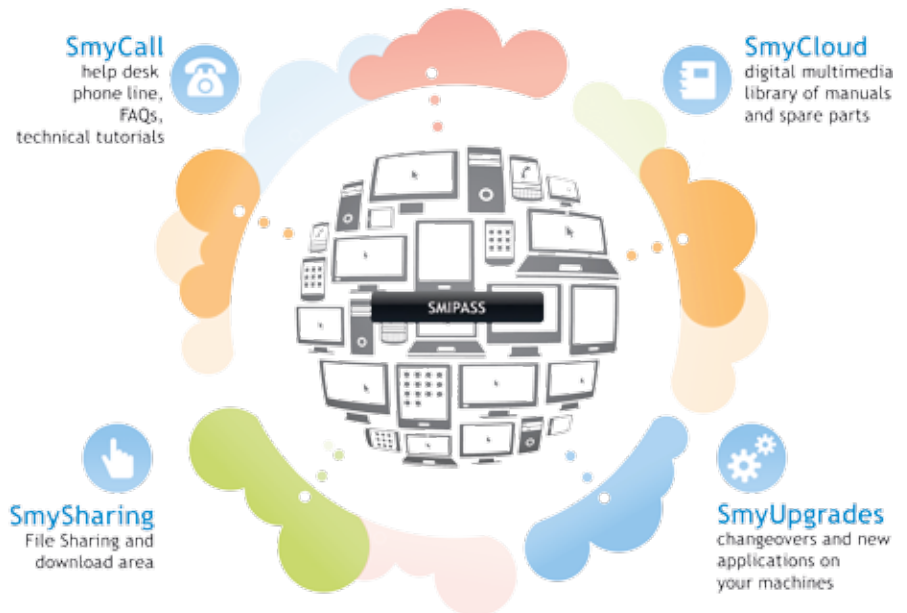 SmyCall
help desk
phone line,
FAQs,
technical tutorials
SmyCloud
digital multimedia
library of manuals
and spare parts
SMIPASS
SmySharing
File Sharing and
download area
SmyUpgrades
changeovers and new
applications on
your machines